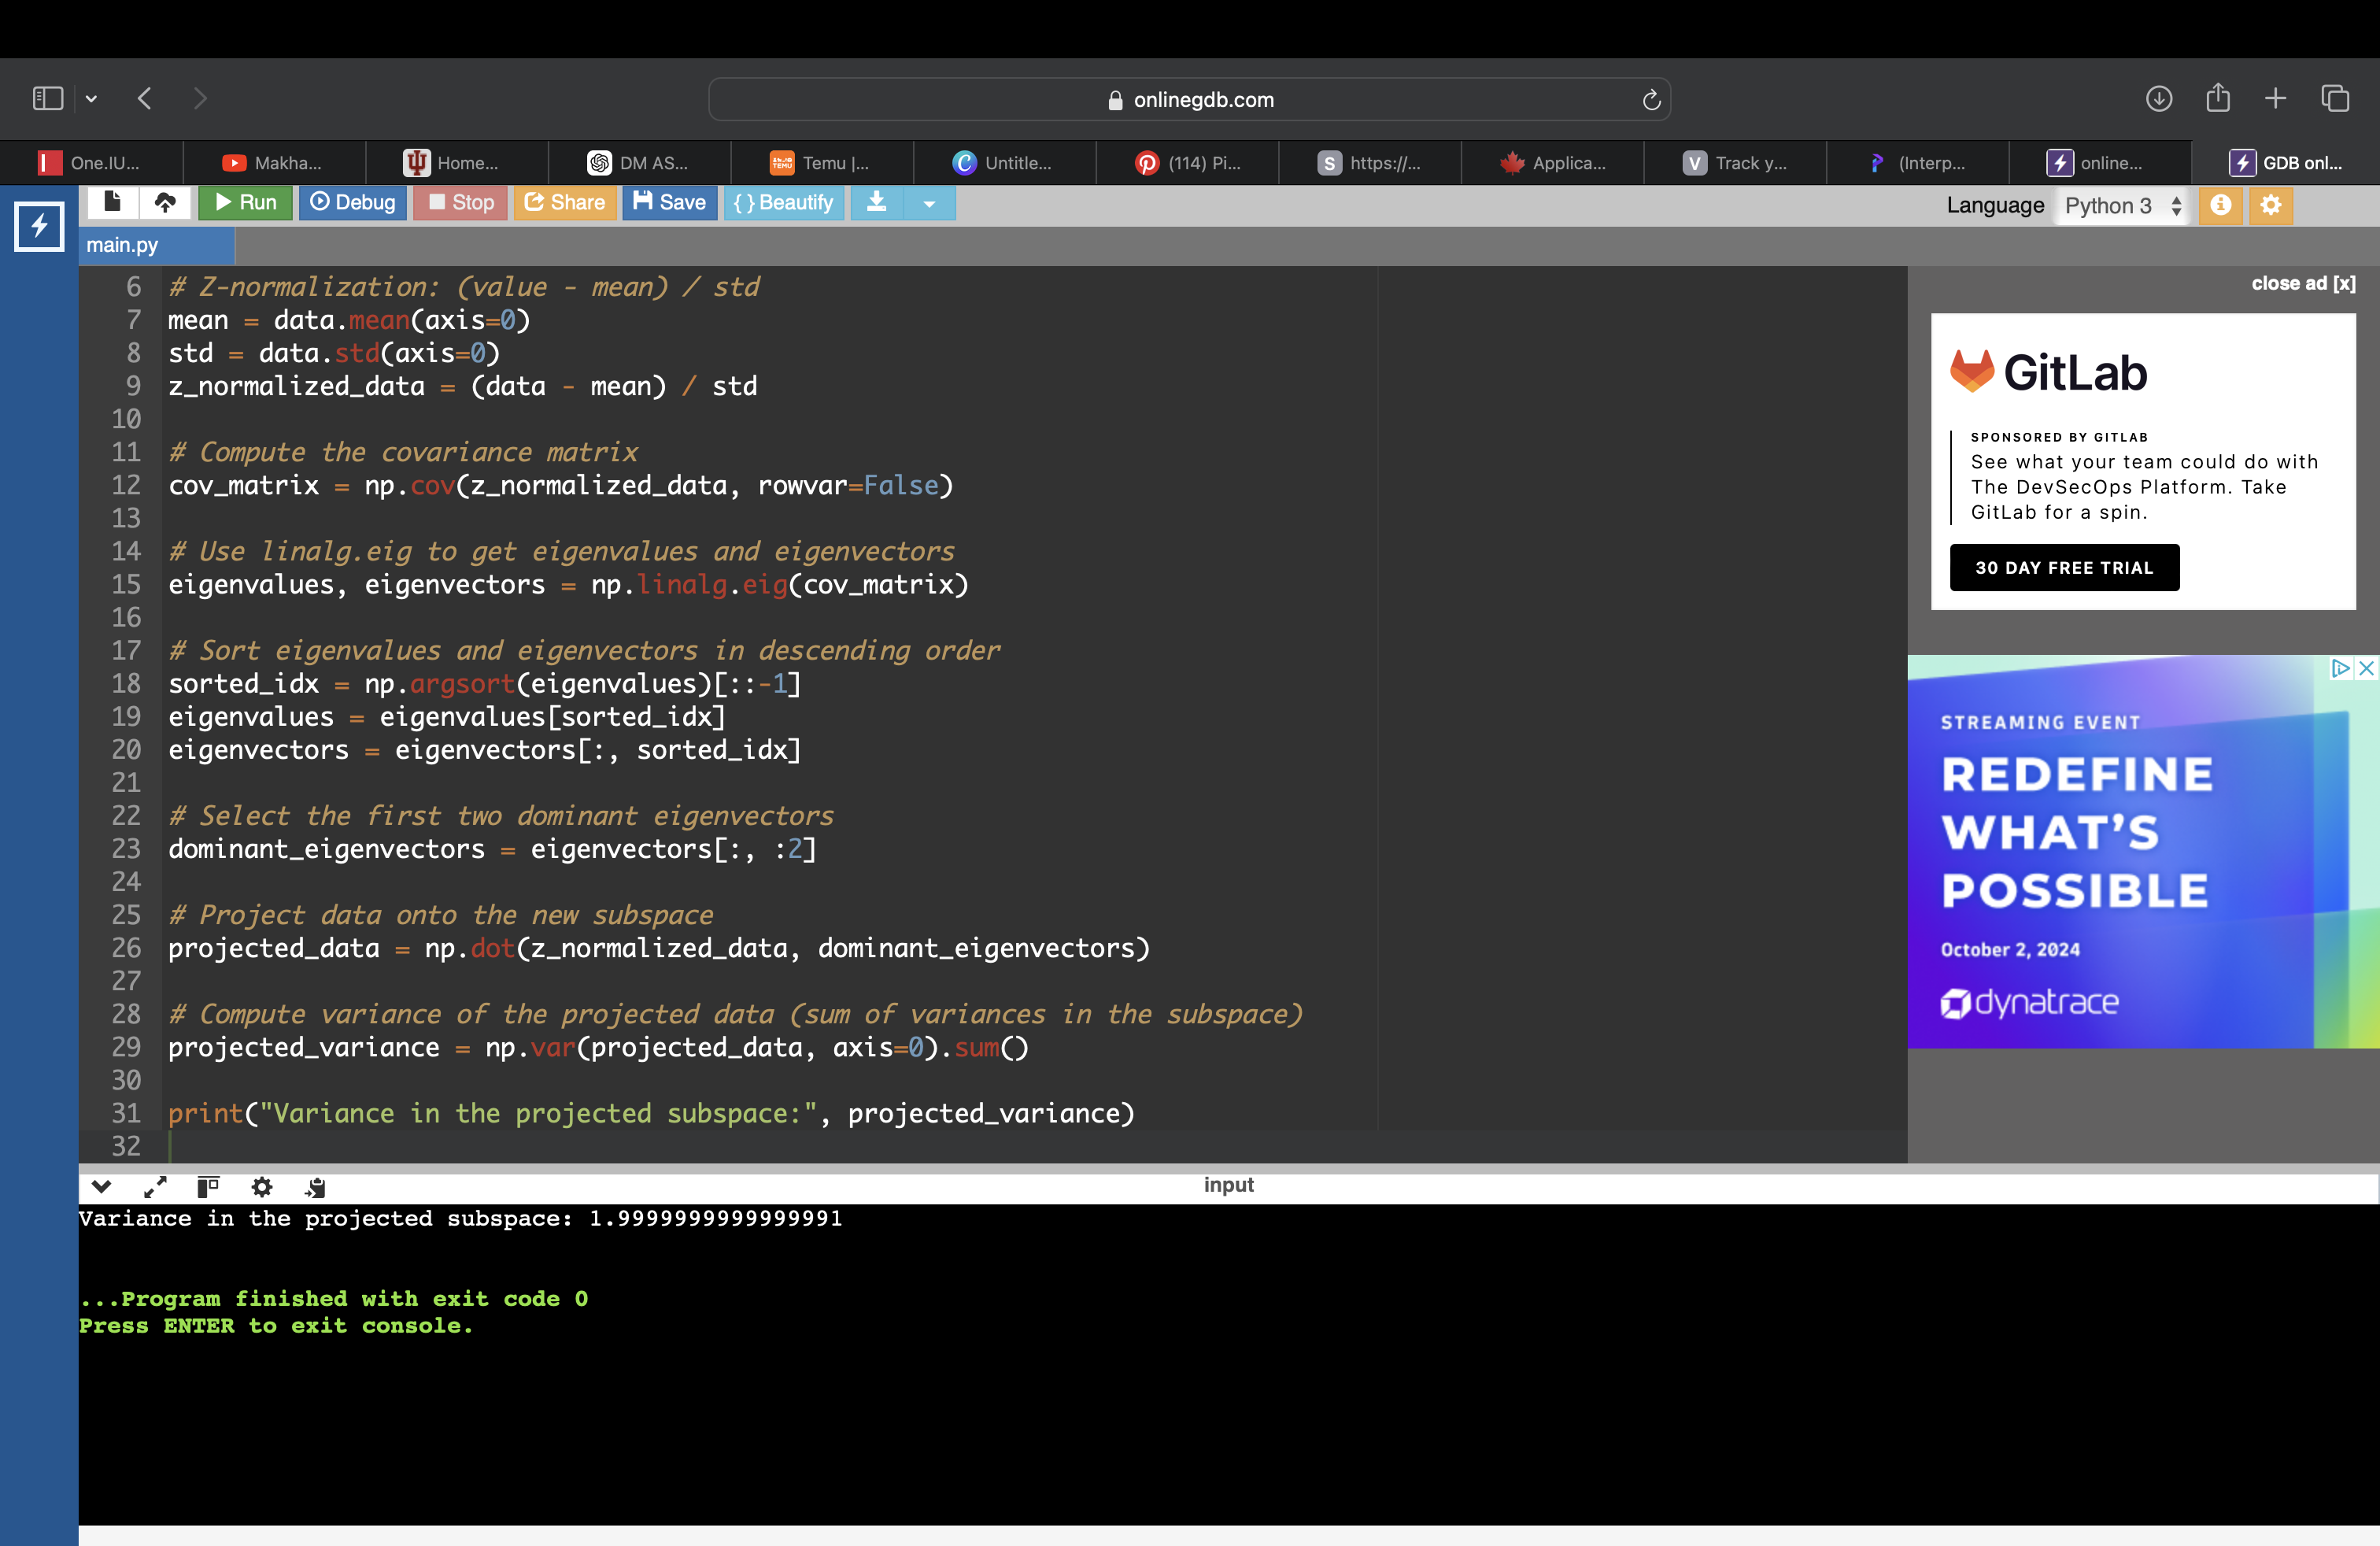 onlinegdb.com
One.IU...
Makha...
Home...
DM AS...
Temu |...
Untitle...
(114) Pi...
https://...
Applica...
Track y...
(Interp...
online...
GDB onl...
Run
Debug
Stop
Share
Save
{ } Beautify
Language
Python 3
main.py
6 # Z-normalization: (value - mean) / std
7 mean = data.mean(axis=0)
8 std = data.std(axis=0)
9 z_normalized_data = (data - mean) / std
10
11 # Compute the covariance matrix
12 cov_matrix = np.cov(z_normalized_data, rowvar=False)
13
14 # Use linalg.eig to get eigenvalues and eigenvectors
15 eigenvalues, eigenvectors = np.linalg.eig(cov_matrix)
16
17 # Sort eigenvalues and eigenvectors in descending order
18 sorted_idx = np.argsort(eigenvalues)[::-1]
19 eigenvalues = eigenvalues[sorted_idx]
20 eigenvectors = eigenvectors[:, sorted_idx]
21
22 # Select the first two dominant eigenvectors
23 dominant_eigenvectors = eigenvectors[:, :2]
24
25 # Project data onto the new subspace
26 projected_data = np.dot(z_normalized_data, dominant_eigenvectors)
27
28 # Compute variance of the projected data (sum of variances in the subspace)
29 projected_variance = np.var(projected_data, axis=0).sum()
30
31 print("Variance in the projected subspace:", projected_variance)
32
close ad [x]
GitLab
SPONSORED BY GITLAB
See what your team could do with
The DevSecOps Platform. Take
GitLab for a spin.
30 DAY FREE TRIAL
STREAMING EVENT
REDEFINE
WHAT'S
POSSIBLE
October 2, 2024
dynatrace
input
Variance in the projected subspace: 1.9999999999999991
...Program finished with exit code 0
Press ENTER to exit console.